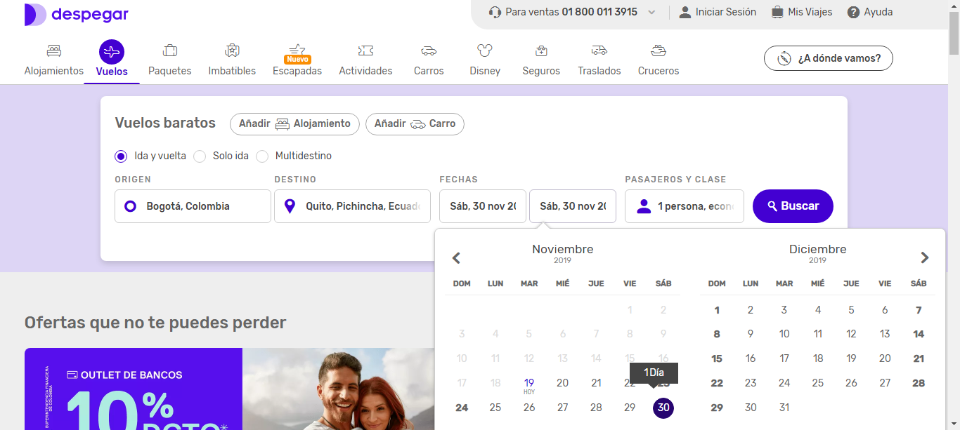 despegar
Para ventas 01 800 011 3915
Iniciar Sesión
Mis Viajes
Ayuda
Alojamientos
Vuelos
Paquetes
Imbatibles
Nuevo
Escapadas
Actividades
Carros
Disney
Seguros
Traslados
Cruceros
¿A dónde vamos?
Vuelos baratos
Añadir Alojamiento
Añadir Carro
Ida y vuelta
Solo ida
Multidestino
ORIGEN
DESTINO
FECHAS
PASAJEROS Y CLASE
Bogotá, Colombia
Quito, Pichincha, Ecuad
Sáb, 30 nov 20
Sáb, 30 nov 20
1 persona, econ
Buscar
Noviembre
2019
DOM LUN MAR MIÉ JUE VIE SÁB
1 2
3 4 5 6 7 8 9
10 11 12 13 14 15 16
1 Día
17 18 19 20 21 22 23
HOY
24 25 26 27 28 29 30
Diciembre
2019
DOM LUN MAR MIÉ JUE VIE SÁB
1 2 3 4 5 6 7
8 9 10 11 12 13 14
15 16 17 18 19 20 21
22 23 24 25 26 27 28
29 30 31
Ofertas que no te puedes perder
OUTLET DE BANCOS
10%
DCTO*